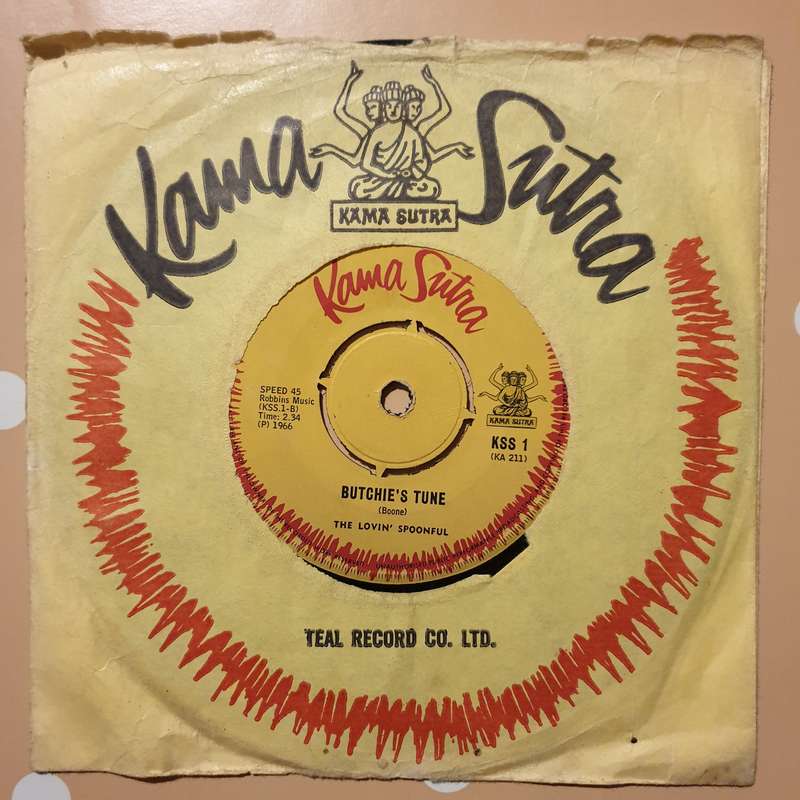 Kama Sutra
KAMA SUTRA
Kama Sutra
SPEED 45
Robbins Music
(KSS.1-B)
Time: 2.34
(P) 1966
KAMA SUTRA
KSS 1
(KA 211)
BUTCHIE'S TUNE
(Boone)
THE LOVIN' SPOONFUL
UNAUTHORISED
TEAL RECORD CO. LTD.